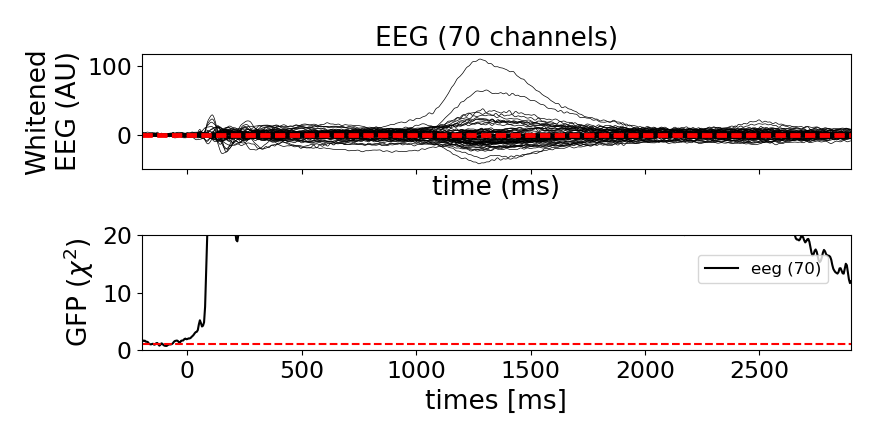 EEG (70 channels)
Whitened
EEG (AU)
100
0
time (ms)
GFP (χ²)
20
10
0
eeg (70)
0 500 1000 1500 2000 2500
times [ms]